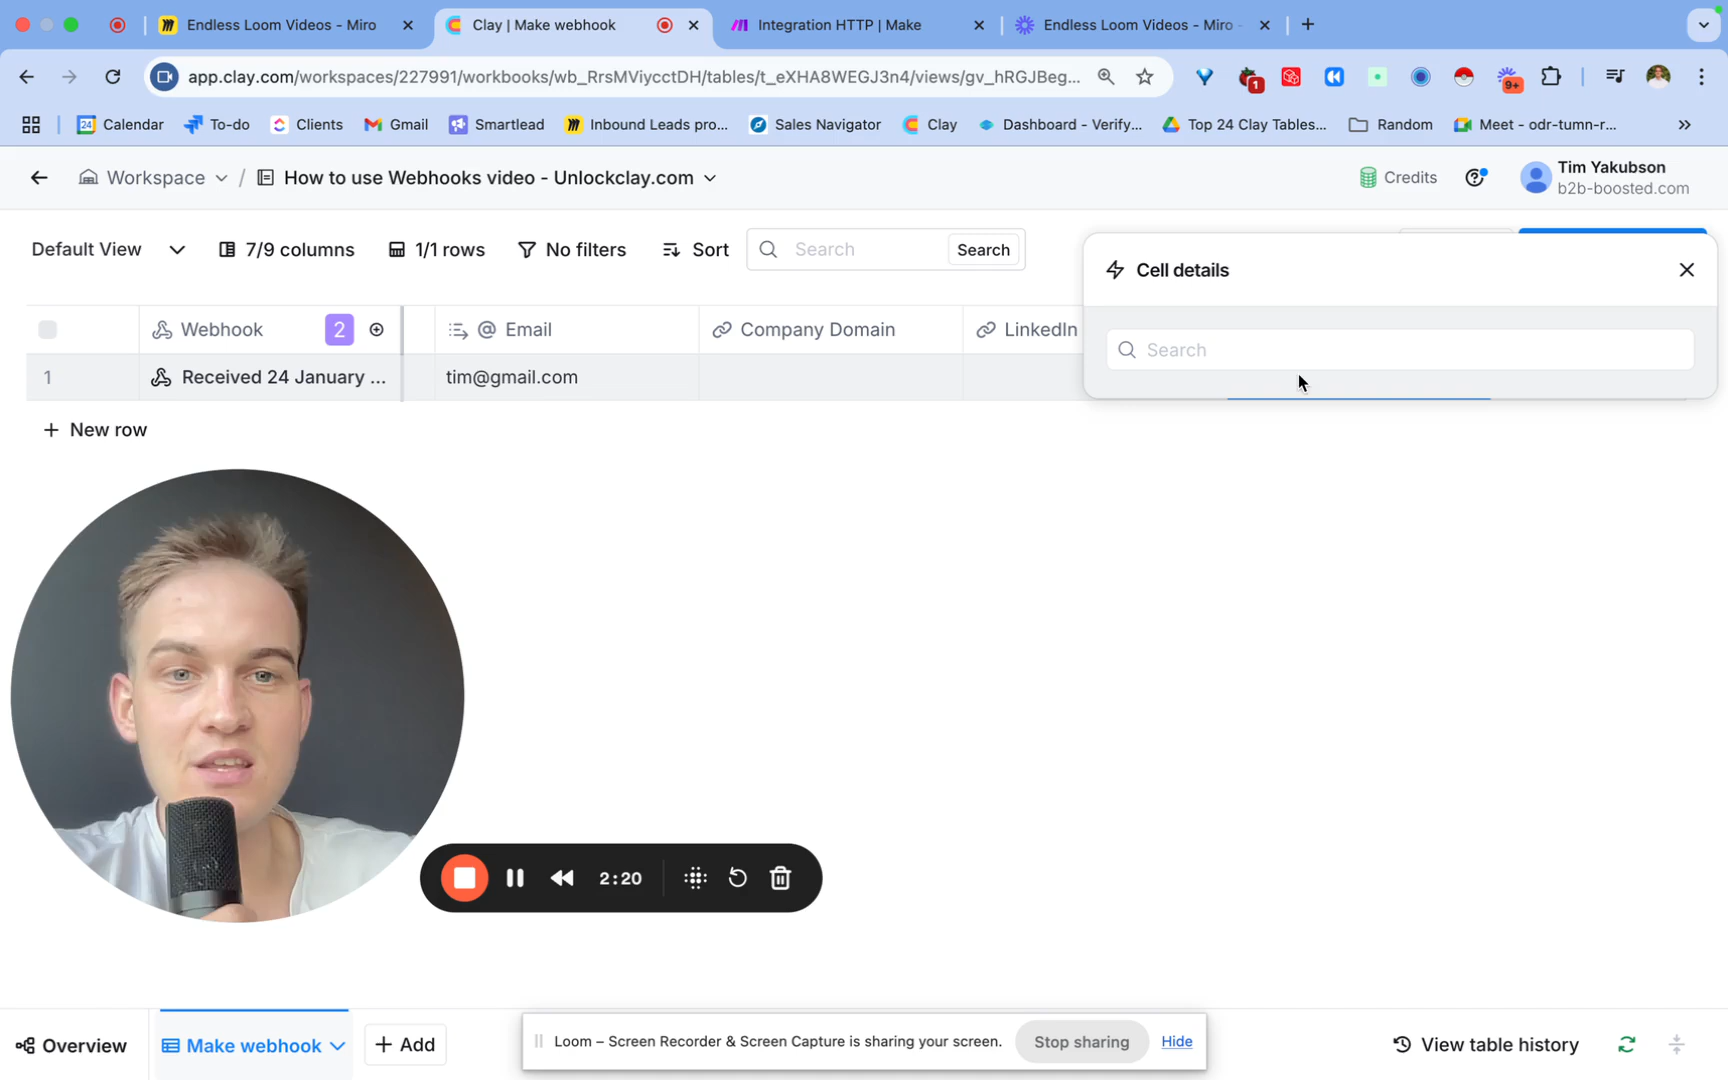 Endless Loom Videos - Miro
Clay | Make webhook
Integration HTTP | Make
Endless Loom Videos - Miro -
app.clay.com/workspaces/227991/workbooks/wb_RrsMViycctDH/tables/t_eXHA8WEGJ3n4/views/gv_hRGJBeg...
1
9+
24
Calendar
To-do
Clients
Gmail
Smartlead
Inbound Leads pro...
Sales Navigator
Clay
Dashboard - Verify,...
Top 24 Clay Tables...
Random
Meet - odr-tumn-r...
Workspace / How to use Webhooks video - Unlockclay.com
Credits
Tim Yakubson
b2b-boosted.com
Default View
7/9 columns
1/1 rows
No filters
Sort
Search
Search
Cell details
Search
Webhook
2
Email
Company Domain
LinkedIn
1
Received 24 January ...
tim@gmail.com
+ New row
2:20
Overview
Make webhook
+ Add
Loom – Screen Recorder & Screen Capture is sharing your screen.
Stop sharing
Hide
View table history